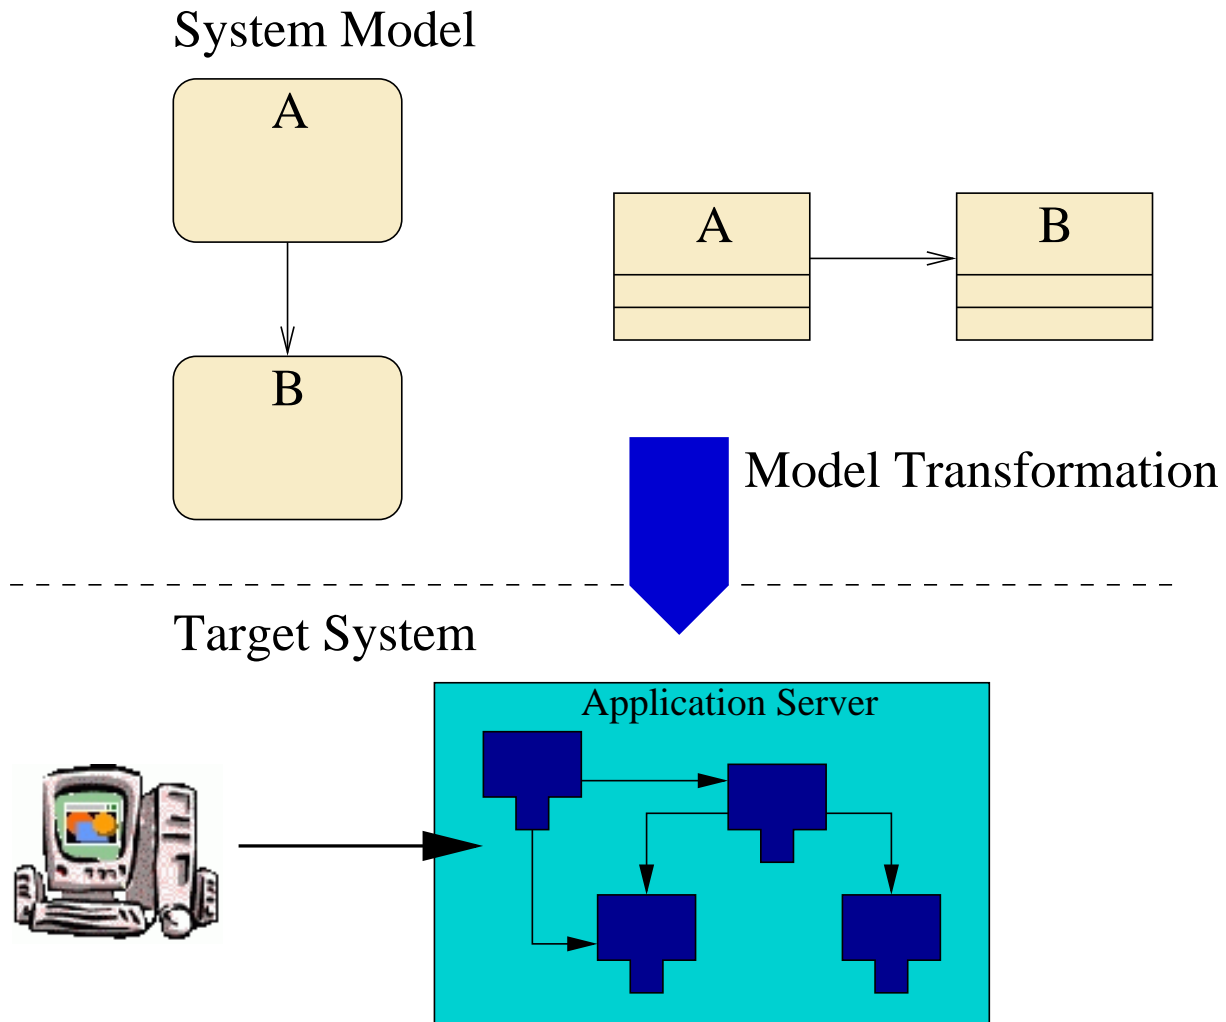 System Model
A
A
B
B
Model Transformation
Target System
Application Server